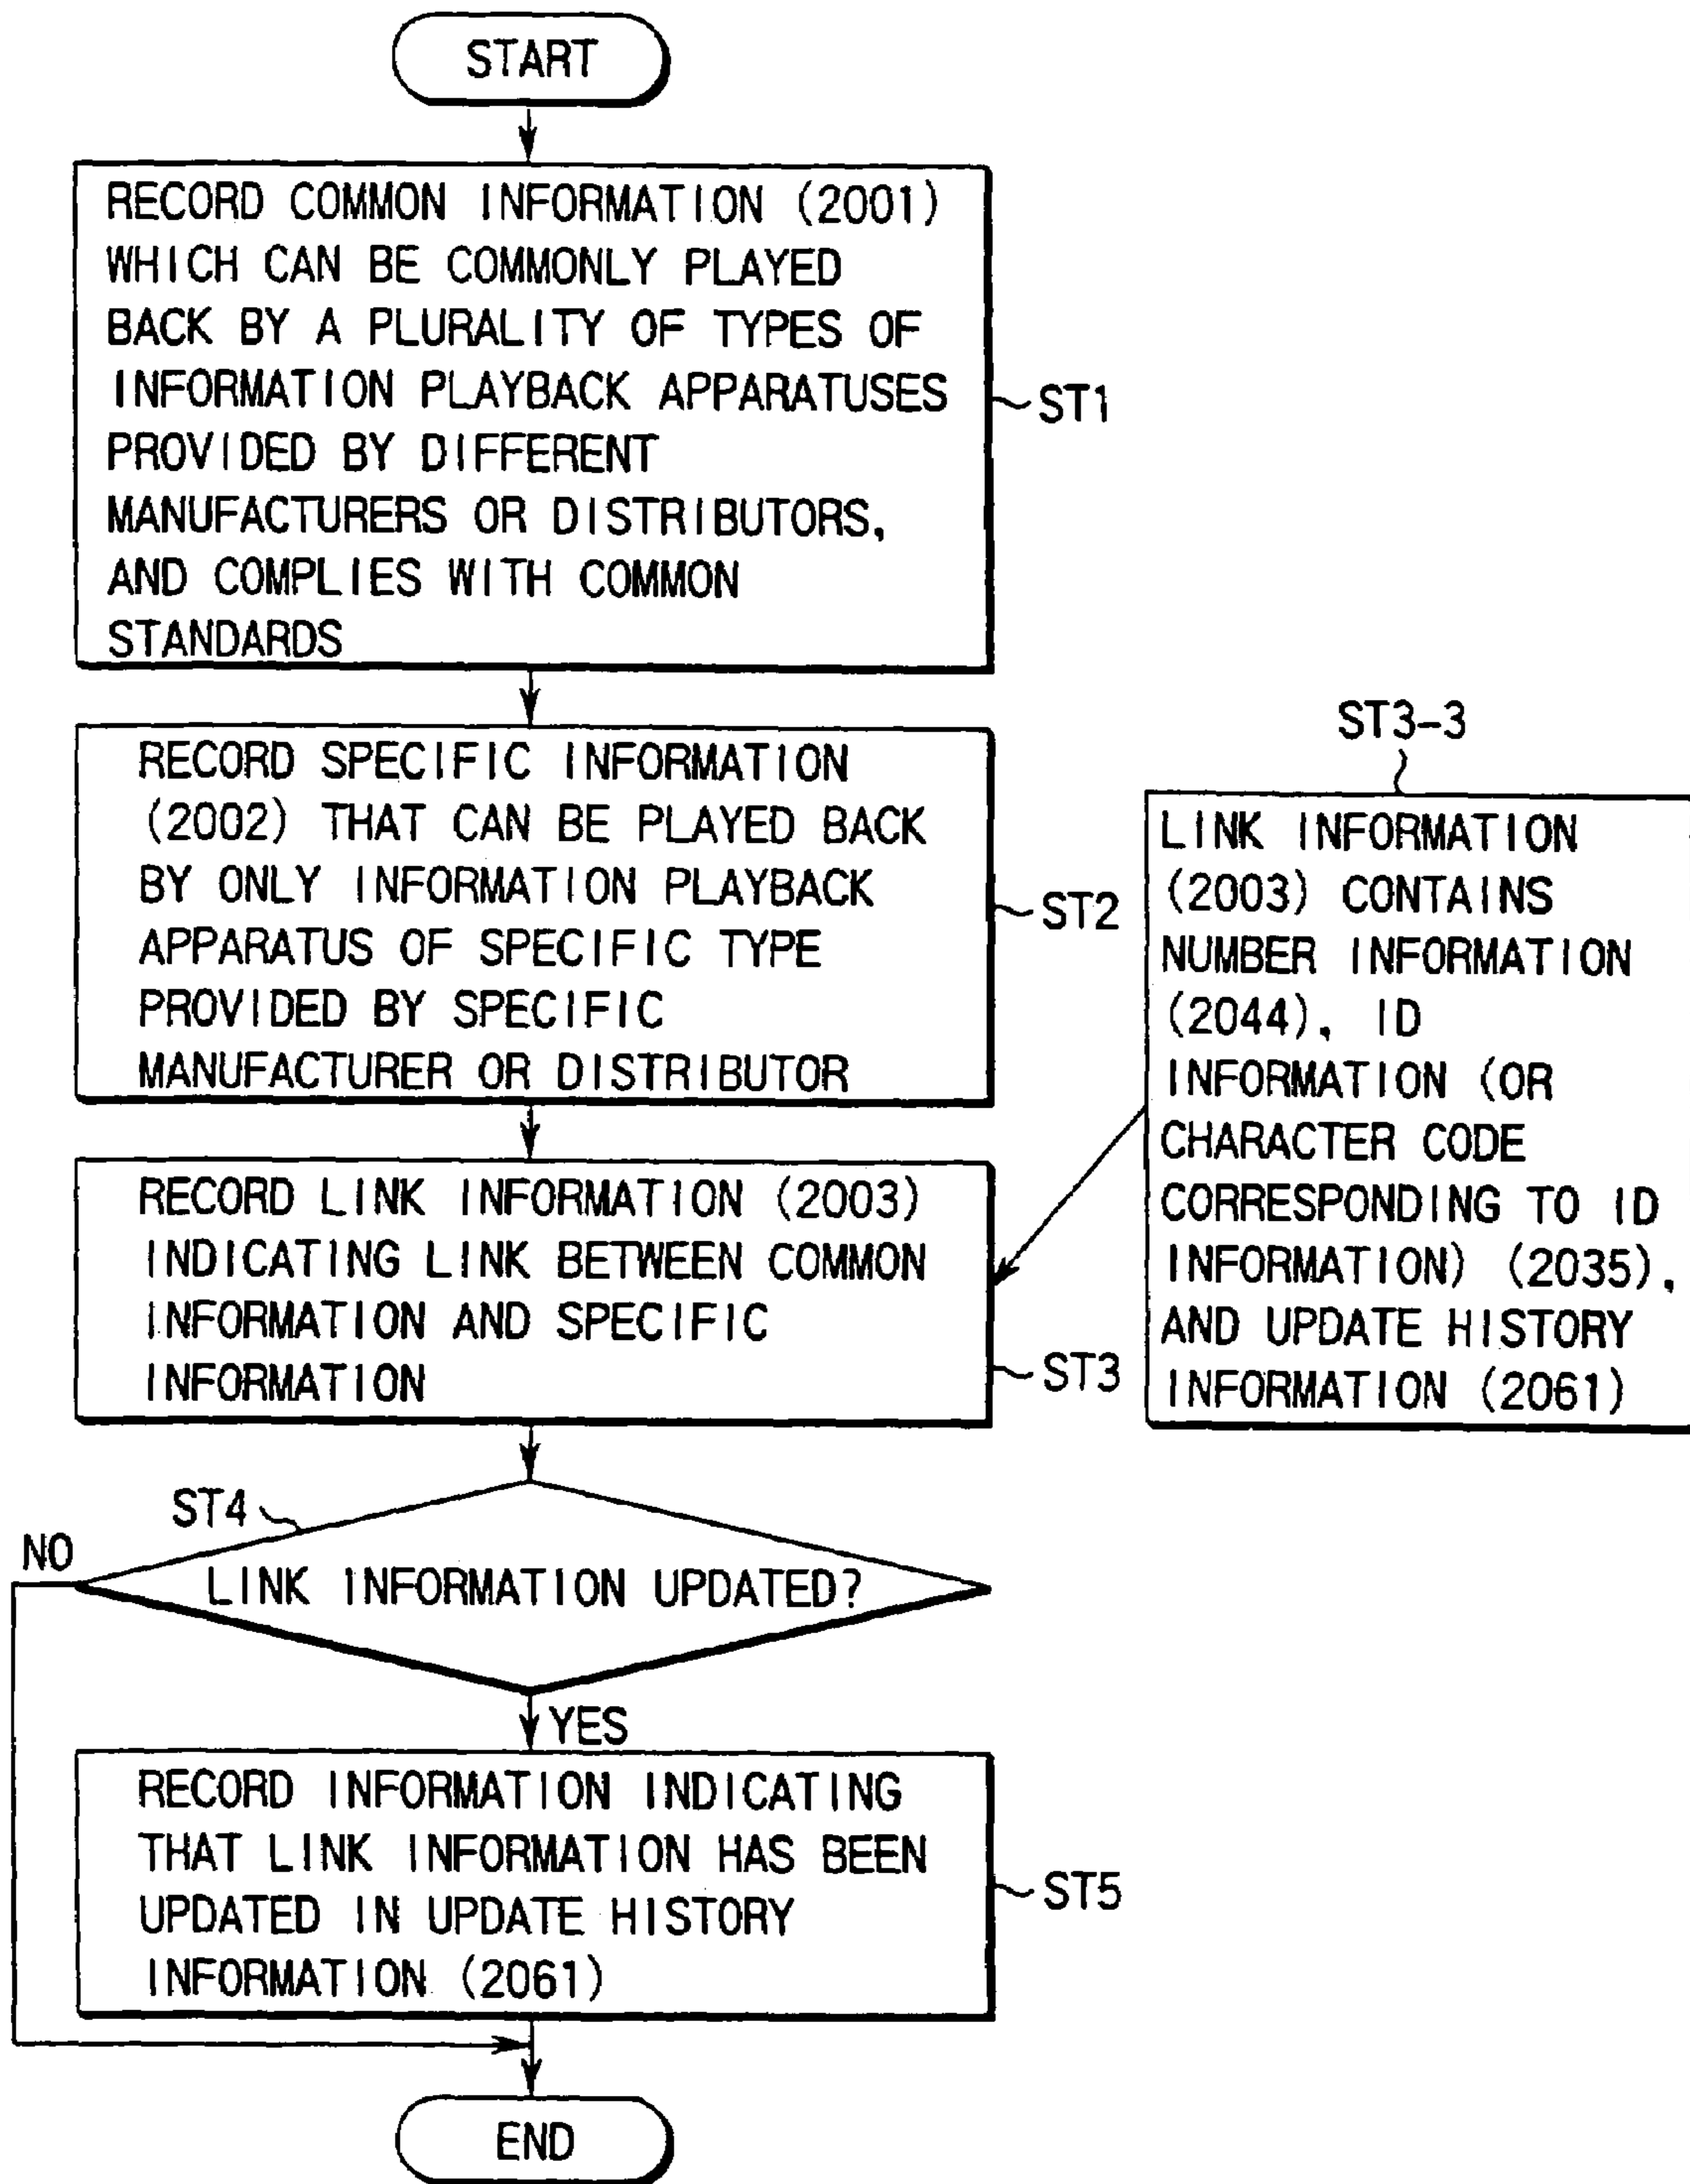 START
RECORD COMMON INFORMATION (2001)
WHICH CAN BE COMMONLY PLAYED
BACK BY A PLURALITY OF TYPES OF
INFORMATION PLAYBACK APPARATUSES
PROVIDED BY DIFFERENT
MANUFACTURERS OR DISTRIBUTORS,
AND COMPLIES WITH COMMON
STANDARDS
ST1
RECORD SPECIFIC INFORMATION
(2002) THAT CAN BE PLAYED BACK
BY ONLY INFORMATION PLAYBACK
APPARATUS OF SPECIFIC TYPE
PROVIDED BY SPECIFIC
MANUFACTURER OR DISTRIBUTOR
ST2
ST3-3
LINK INFORMATION
(2003) CONTAINS
NUMBER INFORMATION
(2044), ID
INFORMATION (OR
CHARACTER CODE
CORRESPONDING TO ID
INFORMATION) (2035),
AND UPDATE HISTORY
INFORMATION (2061)
RECORD LINK INFORMATION (2003)
INDICATING LINK BETWEEN COMMON
INFORMATION AND SPECIFIC
INFORMATION
ST3
ST4
NO
LINK INFORMATION UPDATED?
YES
RECORD INFORMATION INDICATING
THAT LINK INFORMATION HAS BEEN
UPDATED IN UPDATE HISTORY
INFORMATION (2061)
ST5
END